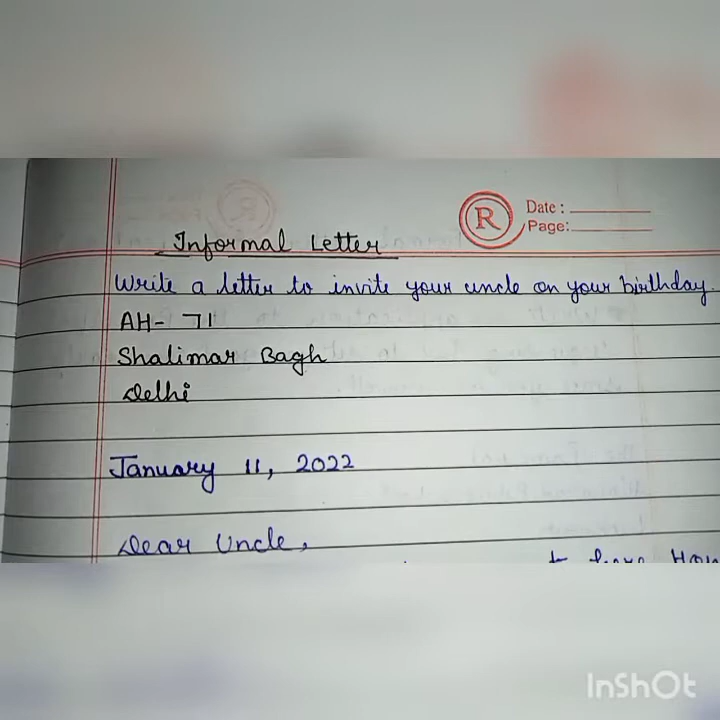 R
Date :
Page:
Informal Letter
Write a letter to invite your uncle on your birthday.
AH- 71
Shalimar Bagh
Delhi
January 11, 2022
Dear Uncle,
InShOt